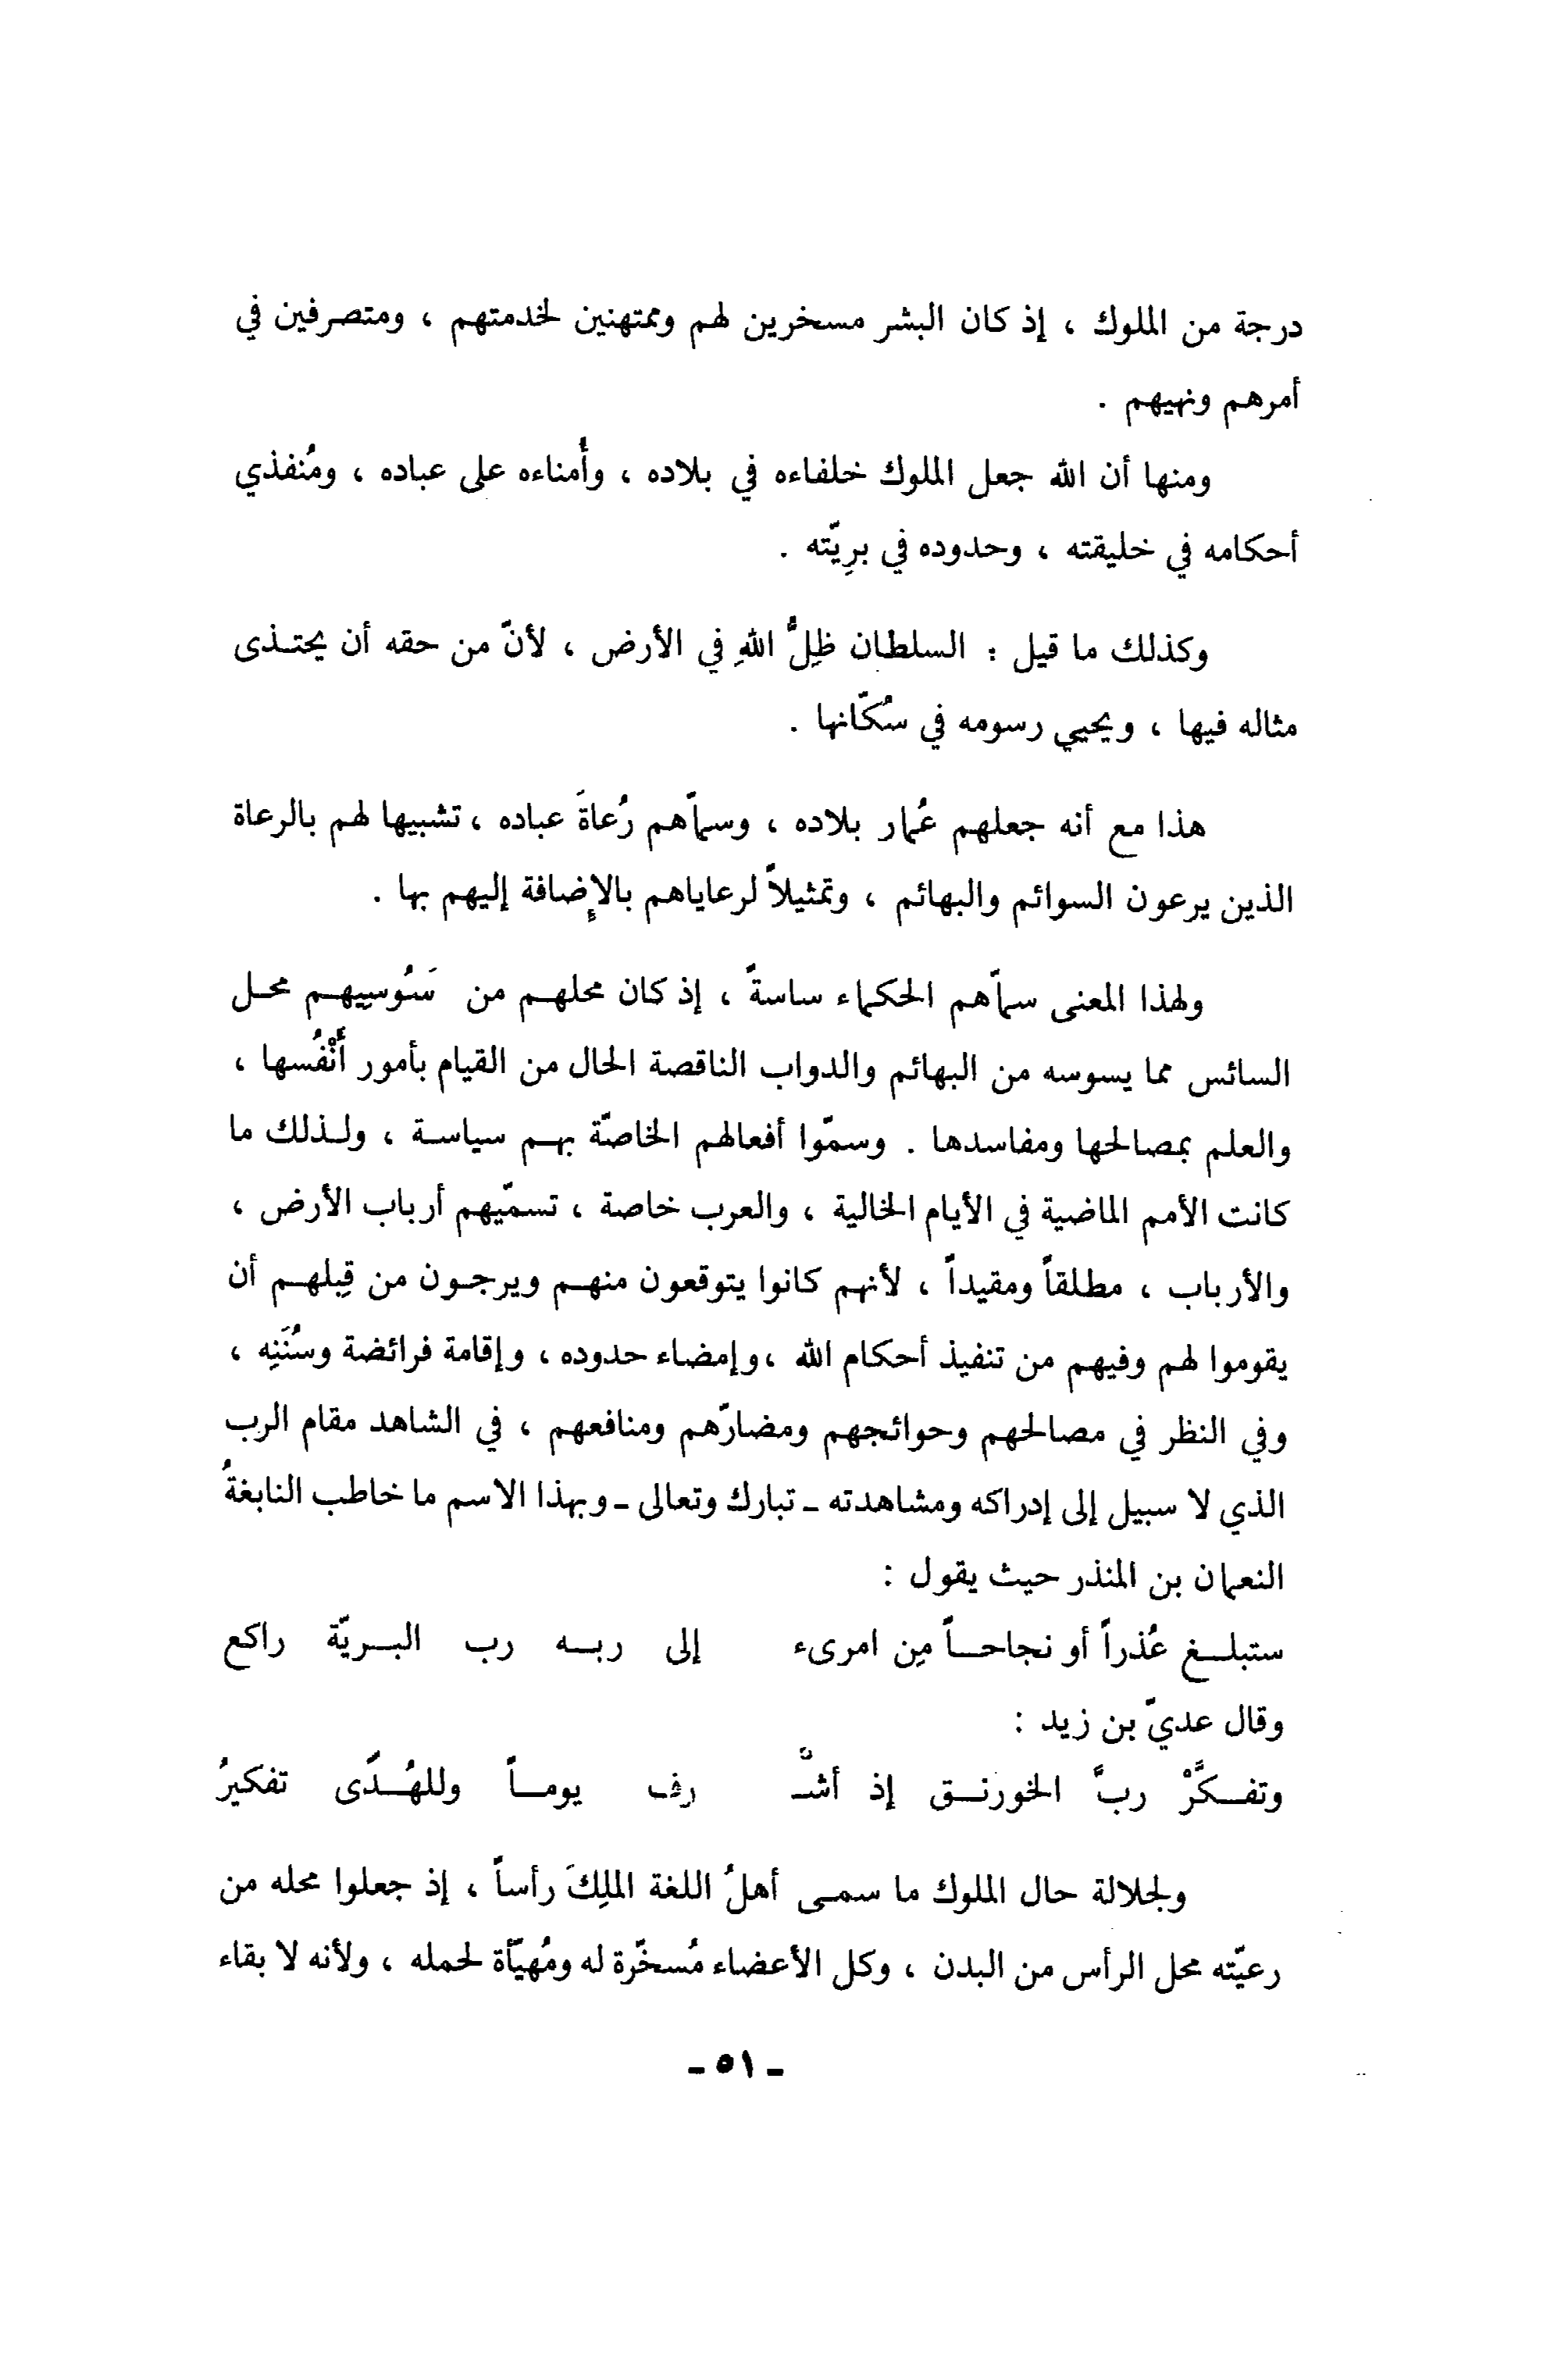 درجة من الملوك ، إذ كان البشر مسخرين لهم وممتهنين لخدمتهم ، ومتصرفين في
أمرهم ونهيهم .
ومنها أن الله جعل الملوك خلفاءه في بلاده ، وأُمناءه على عباده ، ومُنفذي
أحكامه في خليقته ، وحدوده في برِيّته .
وكذلك ما قيل : السلطان ظِلُّ اللهِ في الأرض ، لأنّ من حقه أن يحتذى
مثاله فيها ، ويحيي رسومه في سُكّانها .
هذا مع أنه جعلهم عُمار بلاده ، وسمّاهم رُعاةَ عباده ، تشبيها لهم بالرعاة
الذين يرعون السوائم والبهائم ، وتمثيلاً لرعاياهم بالإضافة إليهم بها .
ولهذا المعنى سمّاهم الحكماء ساسةً ، إذ كان محلهم من سَُوسِيهم محل
السائس مما يسوسه من البهائم والدواب الناقصة الحال من القيام بأمور أَنْفُسها ،
والعلم بمصالحها ومفاسدها . وسمّوا أفعالهم الخاصّة بهم سياسة ، ولذلك ما
كانت الأمم الماضية في الأيام الخالية ، والعرب خاصة ، تسمّيهم أرباب الأرض ،
والأرباب ، مطلقاً ومقيداً ، لأنهم كانوا يتوقعون منهم ويرجون من قِبلهم أن
يقوموا لهم وفيهم من تنفيذ أحكام الله ، وإمضاء حدوده ، وإقامة فرائضة وسُنَنِه ،
وفي النظر في مصالحهم وحوائجهم ومضارّهم ومنافعهم ، في الشاهد مقام الرب
الذي لا سبيل إلى إدراكه ومشاهدته ـ تبارك وتعالى ـ وبهذا الاسم ما خاطب النابغةُ
النعمان بن المنذر حيث يقول :
ستبلغ عُذراً أو نجاحاً مِن امرىء إلى ربه رب البريّة راكع
وقال عديّ بن زيد :
وتفكَّرْ ربَّ الخورنق إذ أشـْ رف يوماً وللهُدَى تفكيرُ
ولجلالة حال الملوك ما سمى أهلُ اللغة الملِكَ رأساً ، إذ جعلوا محله من
رعيّته محل الرأس من البدن ، وكل الأعضاء مُسخّرة له ومُهيّأة لحمله ، ولأنه لا بقاء
ـ ٥١ ـ